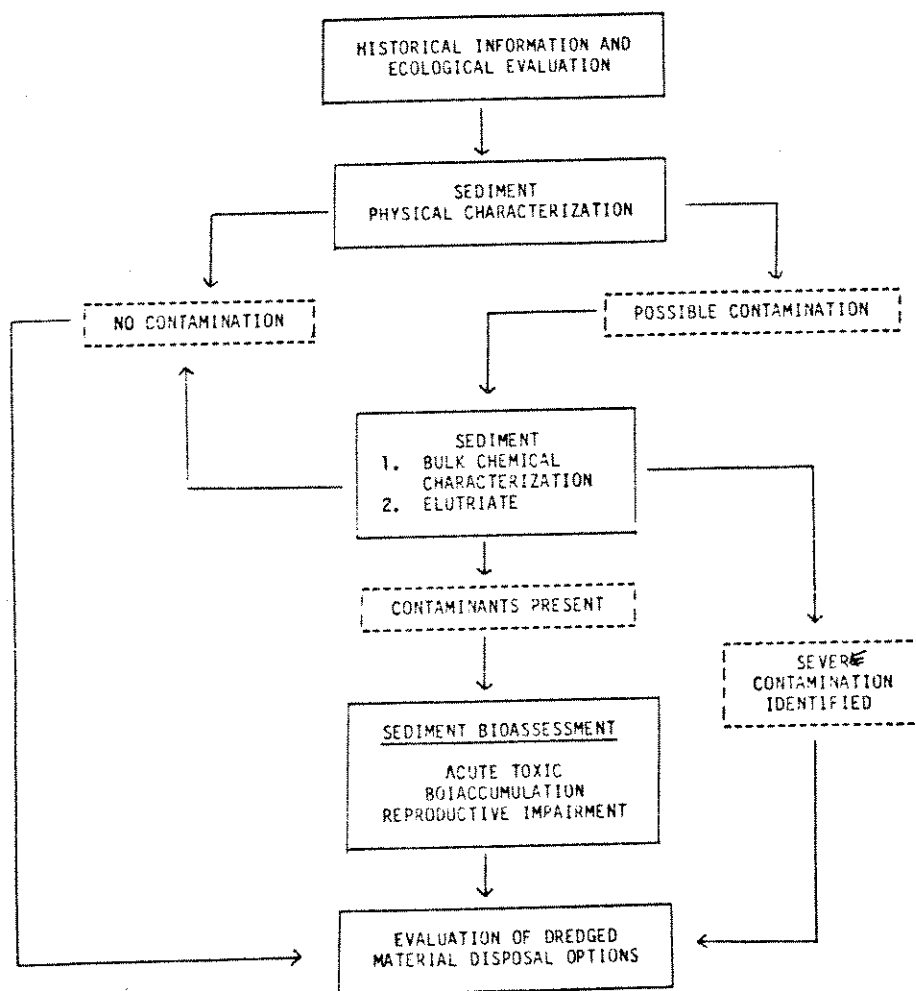 HISTORICAL INFORMATION AND
ECOLOGICAL EVALUATION
SEDIMENT
PHYSICAL CHARACTERIZATION
NO CONTAMINATION
POSSIBLE CONTAMINATION
SEDIMENT
1. BULK CHEMICAL
CHARACTERIZATION
2. ELUTRIATE
CONTAMINANTS PRESENT
SEVERE
CONTAMINATION
IDENTIFIED
SEDIMENT BIOASSESSMENT
ACUTE TOXIC
BOIACCUMULATION
REPRODUCTIVE IMPAIRMENT
EVALUATION OF DREDGED
MATERIAL DISPOSAL OPTIONS